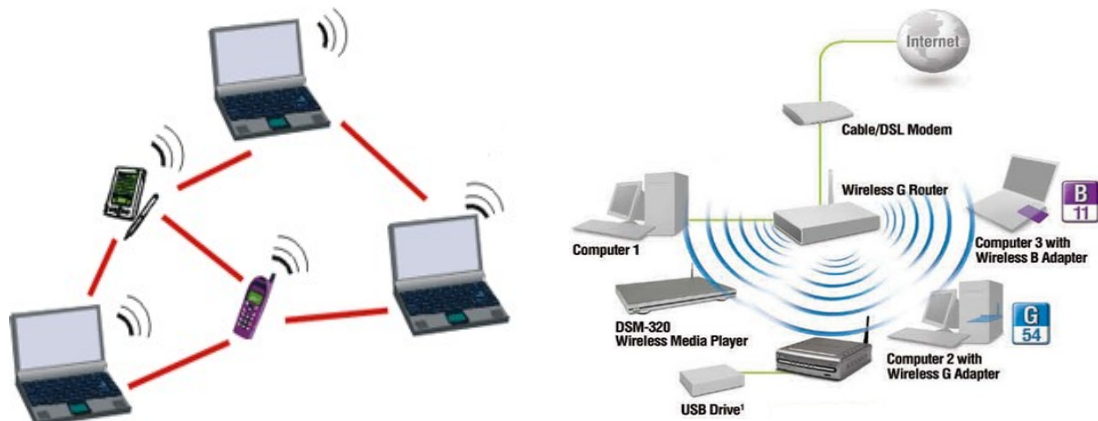 Internet
Cable/DSL Modem
Wireless G Router
B
11
Computer 1
Computer 3 with
Wireless B Adapter
DSM-320
Wireless Media Player
G
54
Computer 2 with
Wireless G Adapter
USB Drive¹